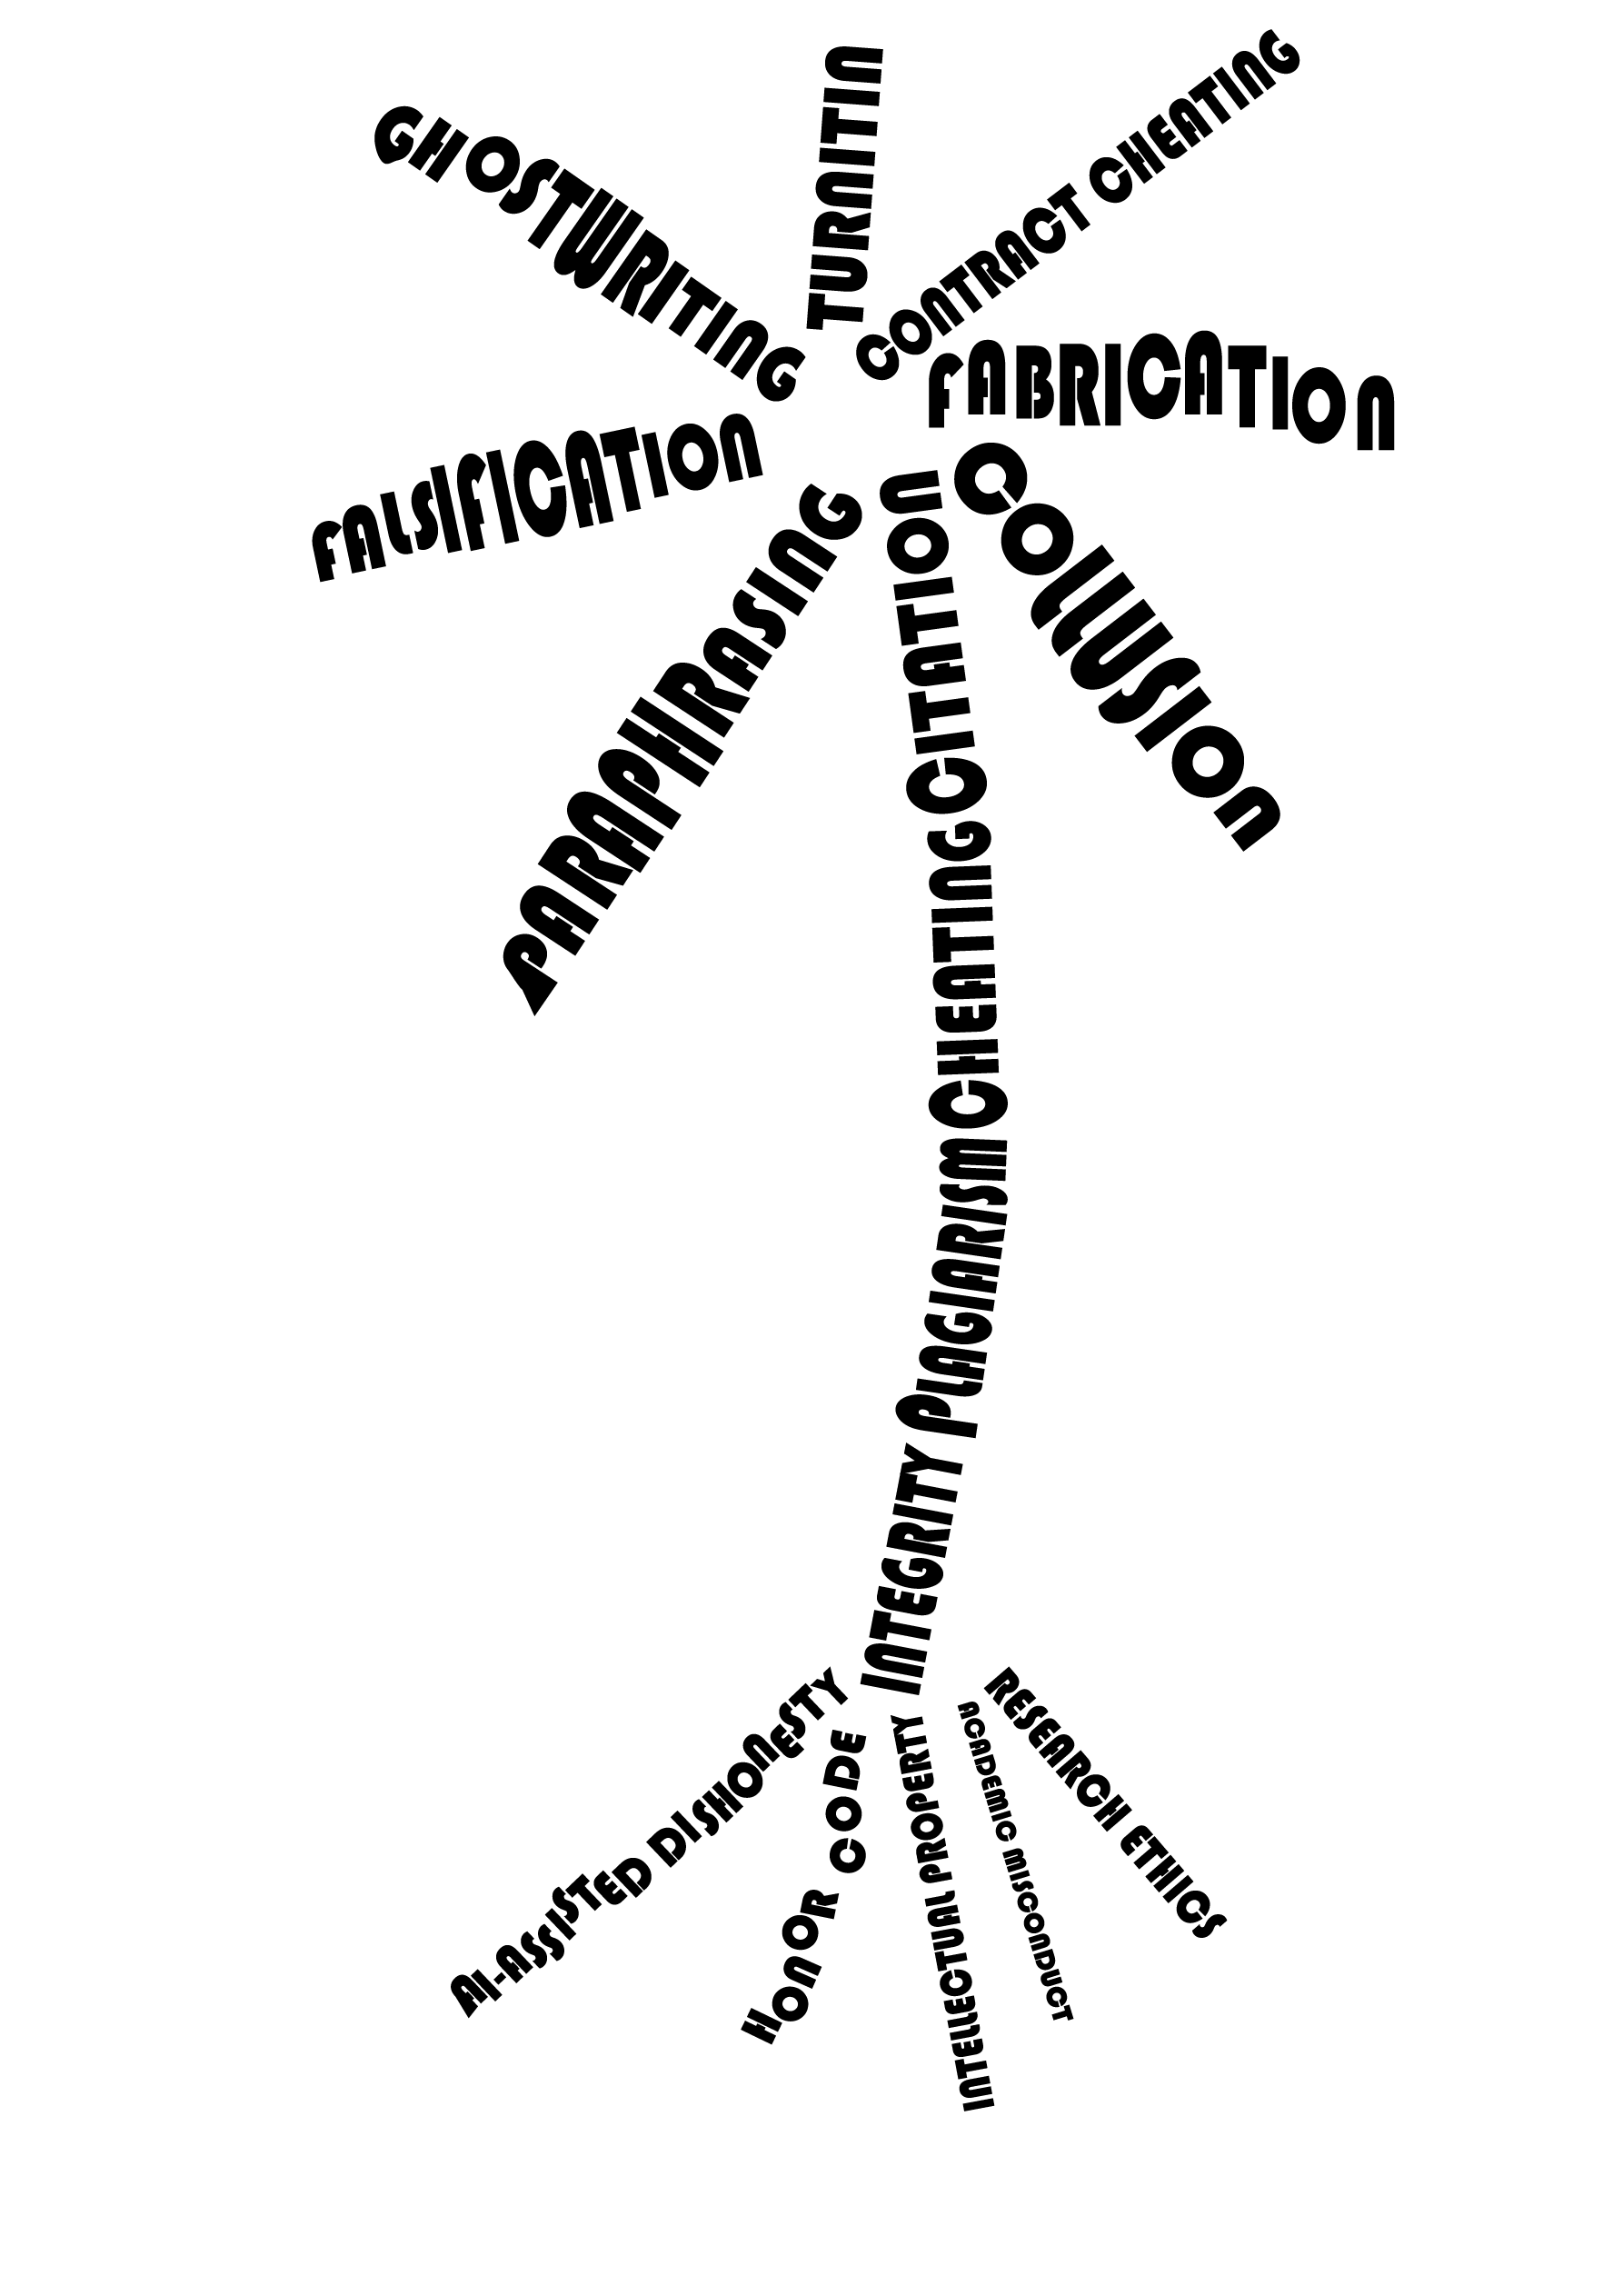 GHOSTWRITING
TURNITIN
CONTRACT CHEATING
FABRICATION
FALSIFICATION
PARAPHRASING
COLLUSION
CITATION
CHEATING
PLAGIARISM
INTEGRITY
AI-ASSISTED DISHONESTY
HONOR CODE
INTELLECTUAL PROPERTY
ACADEMIC MISCONDUCT
RESEARCH ETHICS